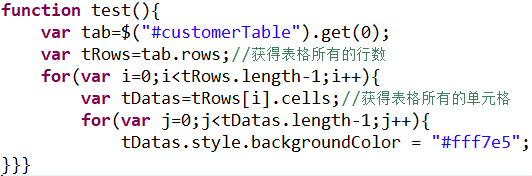 function test(){
    var tab=$("#customerTable").get(0);
    var tRows=tab.rows;//获得表格所有的行数
    for(var i=0;i<tRows.length-1;i++){
        var tDatas=tRows[i].cells;//获得表格所有的单元格
        for(var j=0;j<tDatas.length-1;j++){
            tDatas.style.backgroundColor = "#fff7e5";
}}}